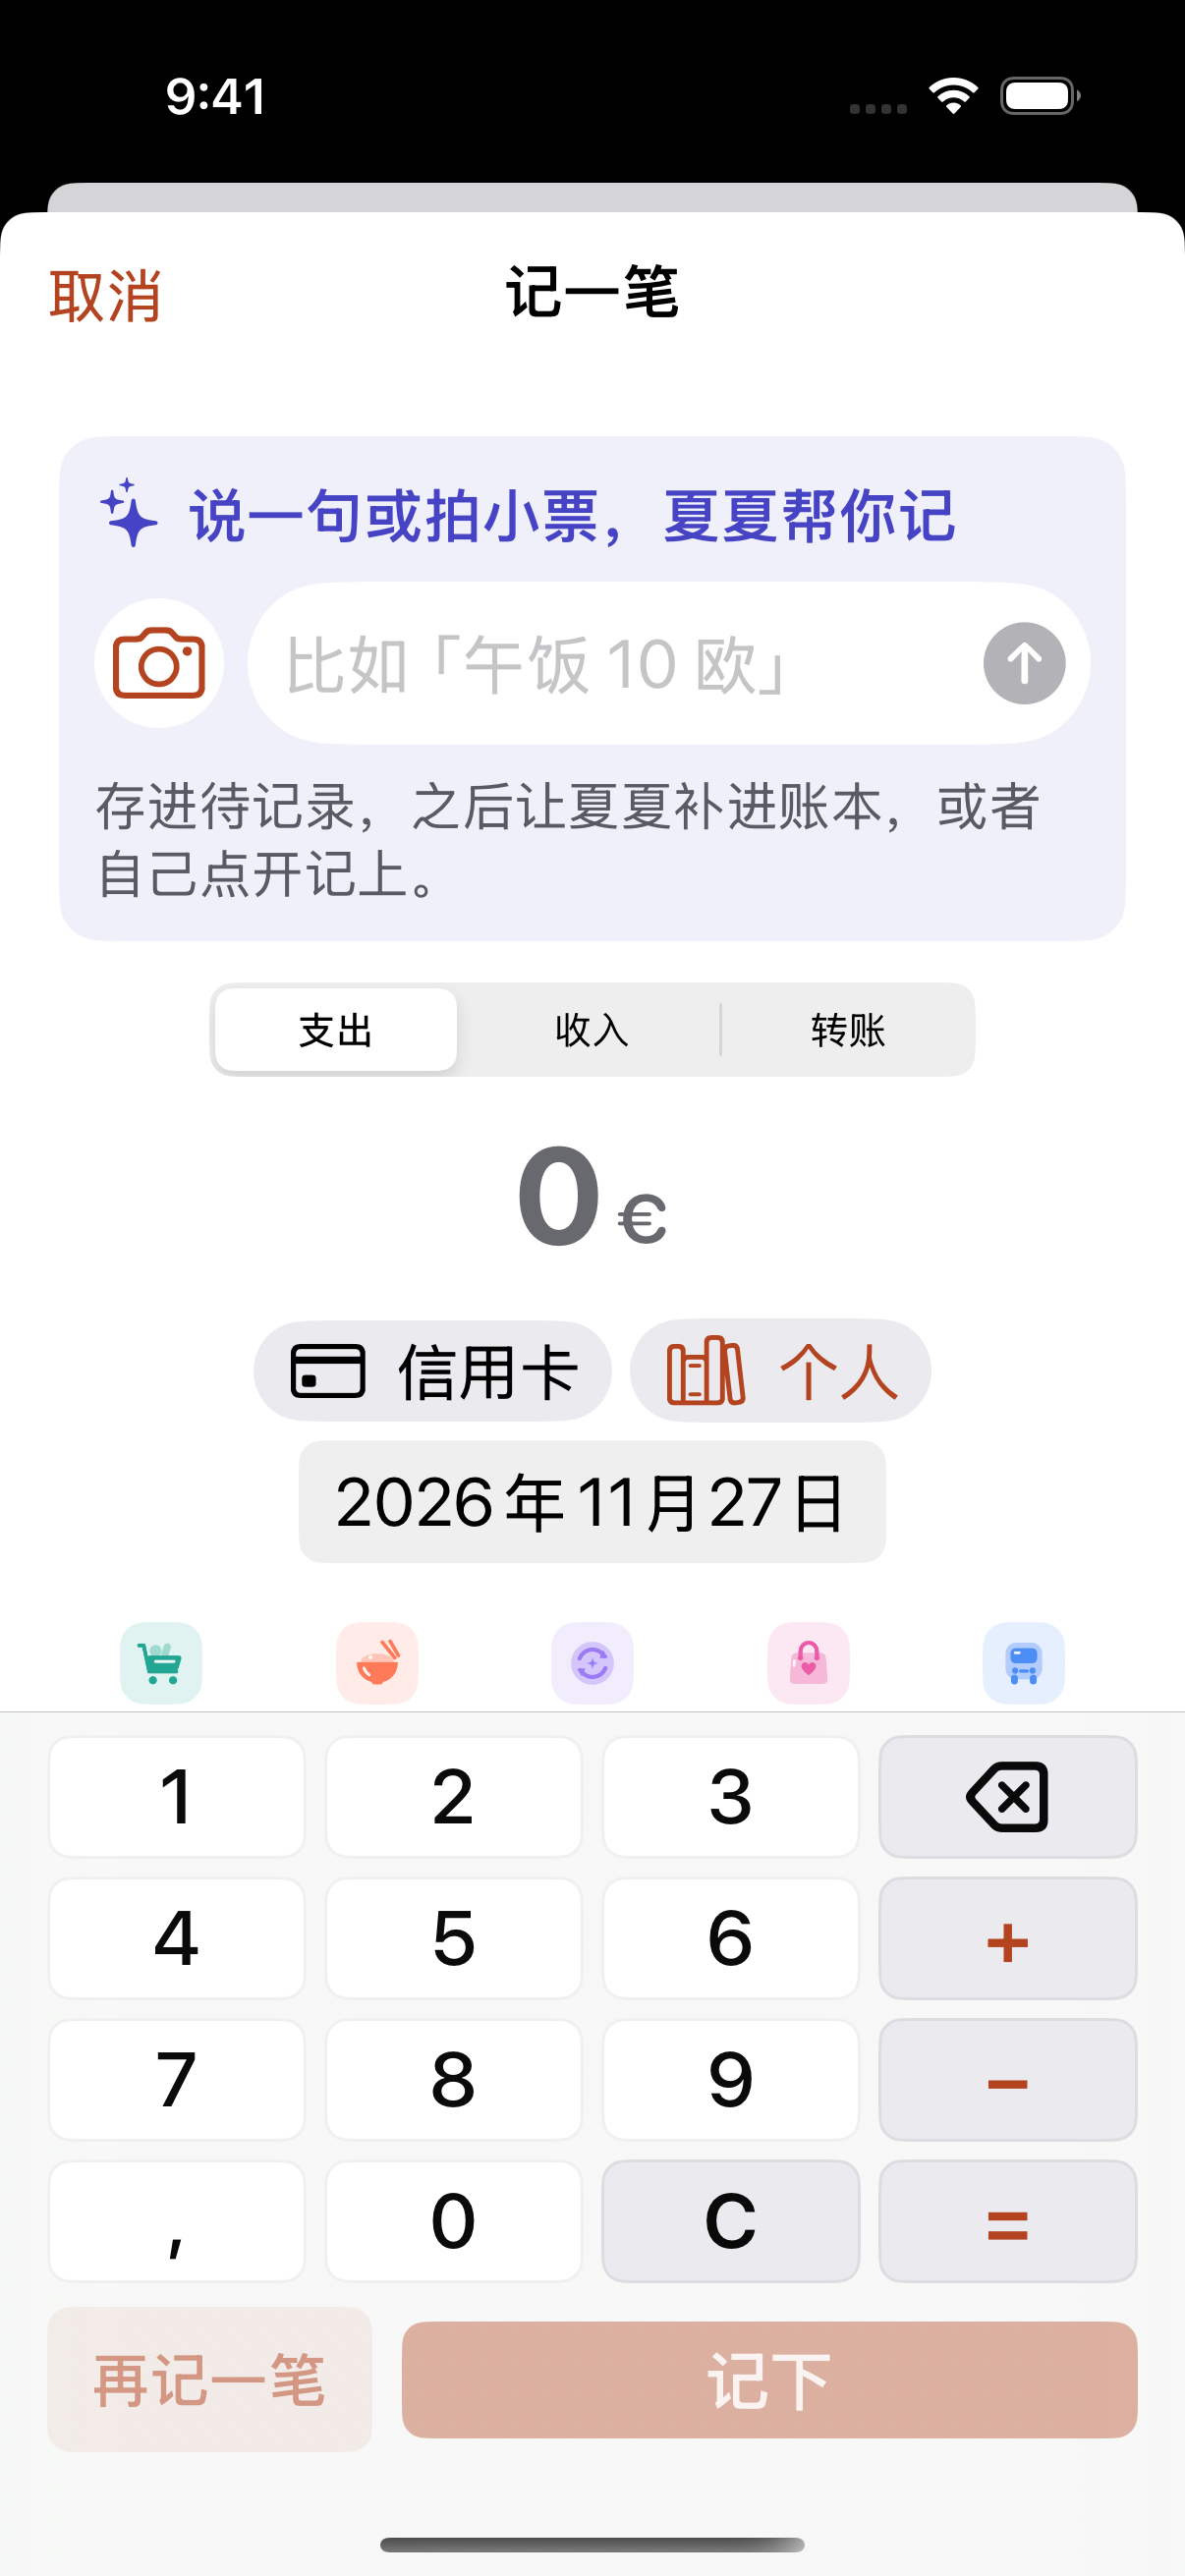 9:41
取消
记一笔
说一句或拍小票，夏夏帮你记
比如「午饭 10 欧」
存进待记录，之后让夏夏补进账本，或者
自己点开记上。
支出
收入
转账
0 €
信用卡
个人
2026年11月27日
1
2
3
4
5
6
+
7
8
9
−
,
0
C
=
再记一笔
记下